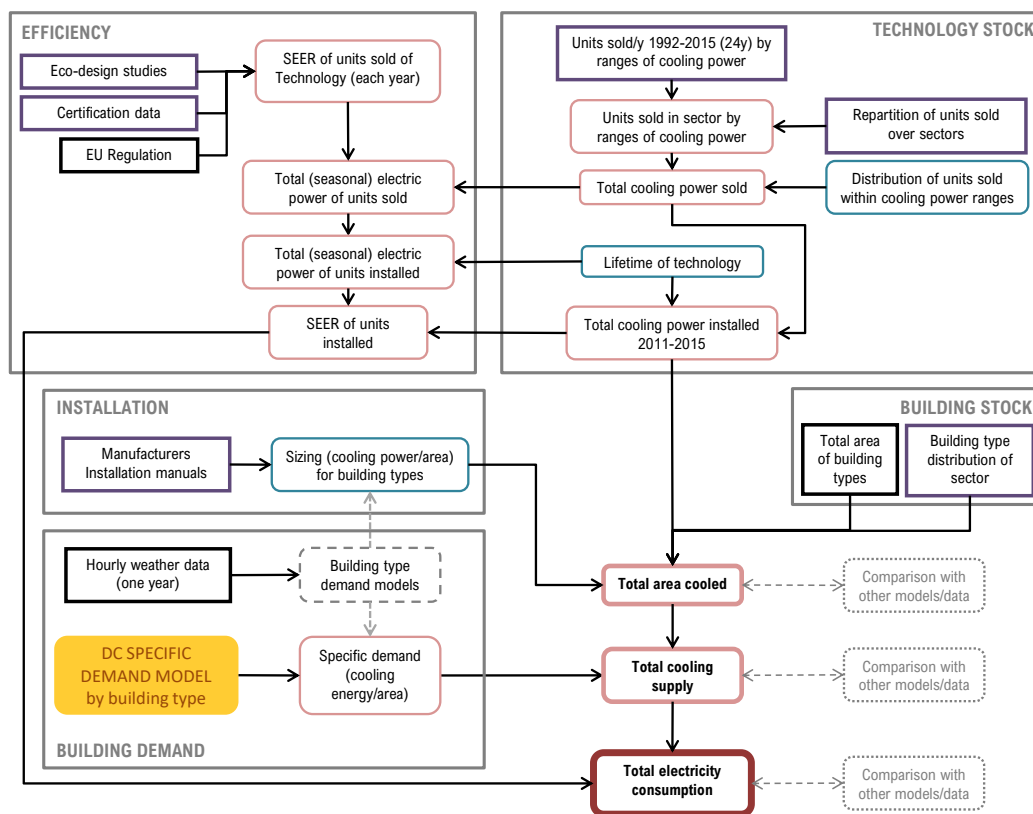 EFFICIENCY
Eco-design studies
Certification data
EU Regulation
SEER of units sold of
Technology (each year)
Total (seasonal) electric
power of units sold
Total (seasonal) electric
power of units installed
SEER of units
installed
TECHNOLOGY STOCK
Units sold/y 1992-2015 (24y) by
ranges of cooling power
Units sold in sector by
ranges of cooling power
Repartition of units sold
over sectors
Total cooling power sold
Distribution of units sold
within cooling power ranges
Lifetime of technology
Total cooling power installed
2011-2015
INSTALLATION
Manufacturers
Installation manuals
Sizing (cooling power/area)
for building types
BUILDING STOCK
Total area
of building
types
Building type
distribution of
sector
Hourly weather data
(one year)
Building type
demand models
DC SPECIFIC
DEMAND MODEL
by building type
Specific demand
(cooling
energy/area)
BUILDING DEMAND
Total area cooled
Comparison with
other models/data
Total cooling
supply
Comparison with
other models/data
Total electricity
consumption
Comparison with
other models/data